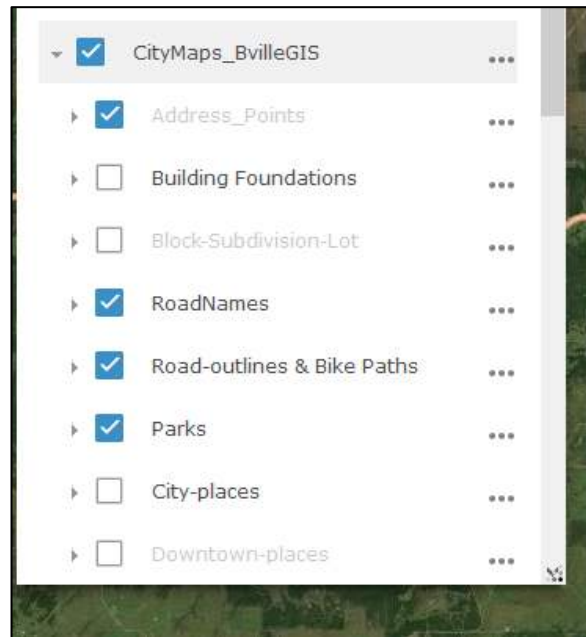 CityMaps_BvilleGIS
Address_Points
Building Foundations
Block-Subdivision-Lot
RoadNames
Road-outlines & Bike Paths
Parks
City-places
Downtown-places